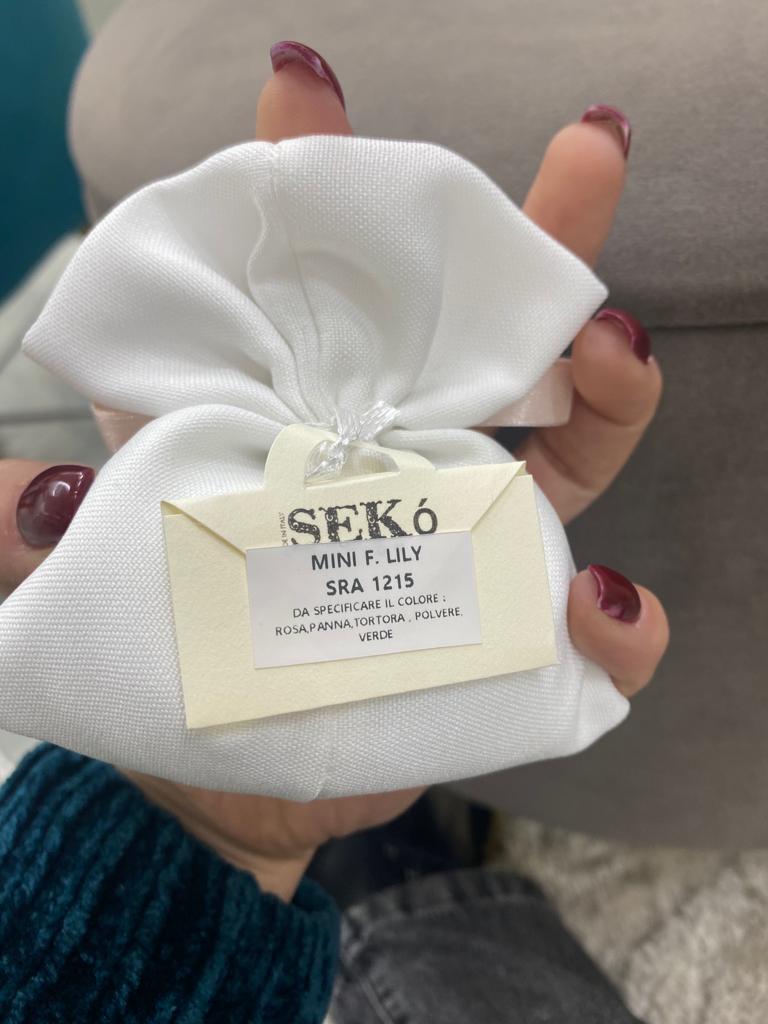 SEKÓ
MINI F. LILY
SRA 1215
DA SPECIFICARE IL COLORE :
ROSA,PANNA,TORTORA , POLVERE,
VERDE